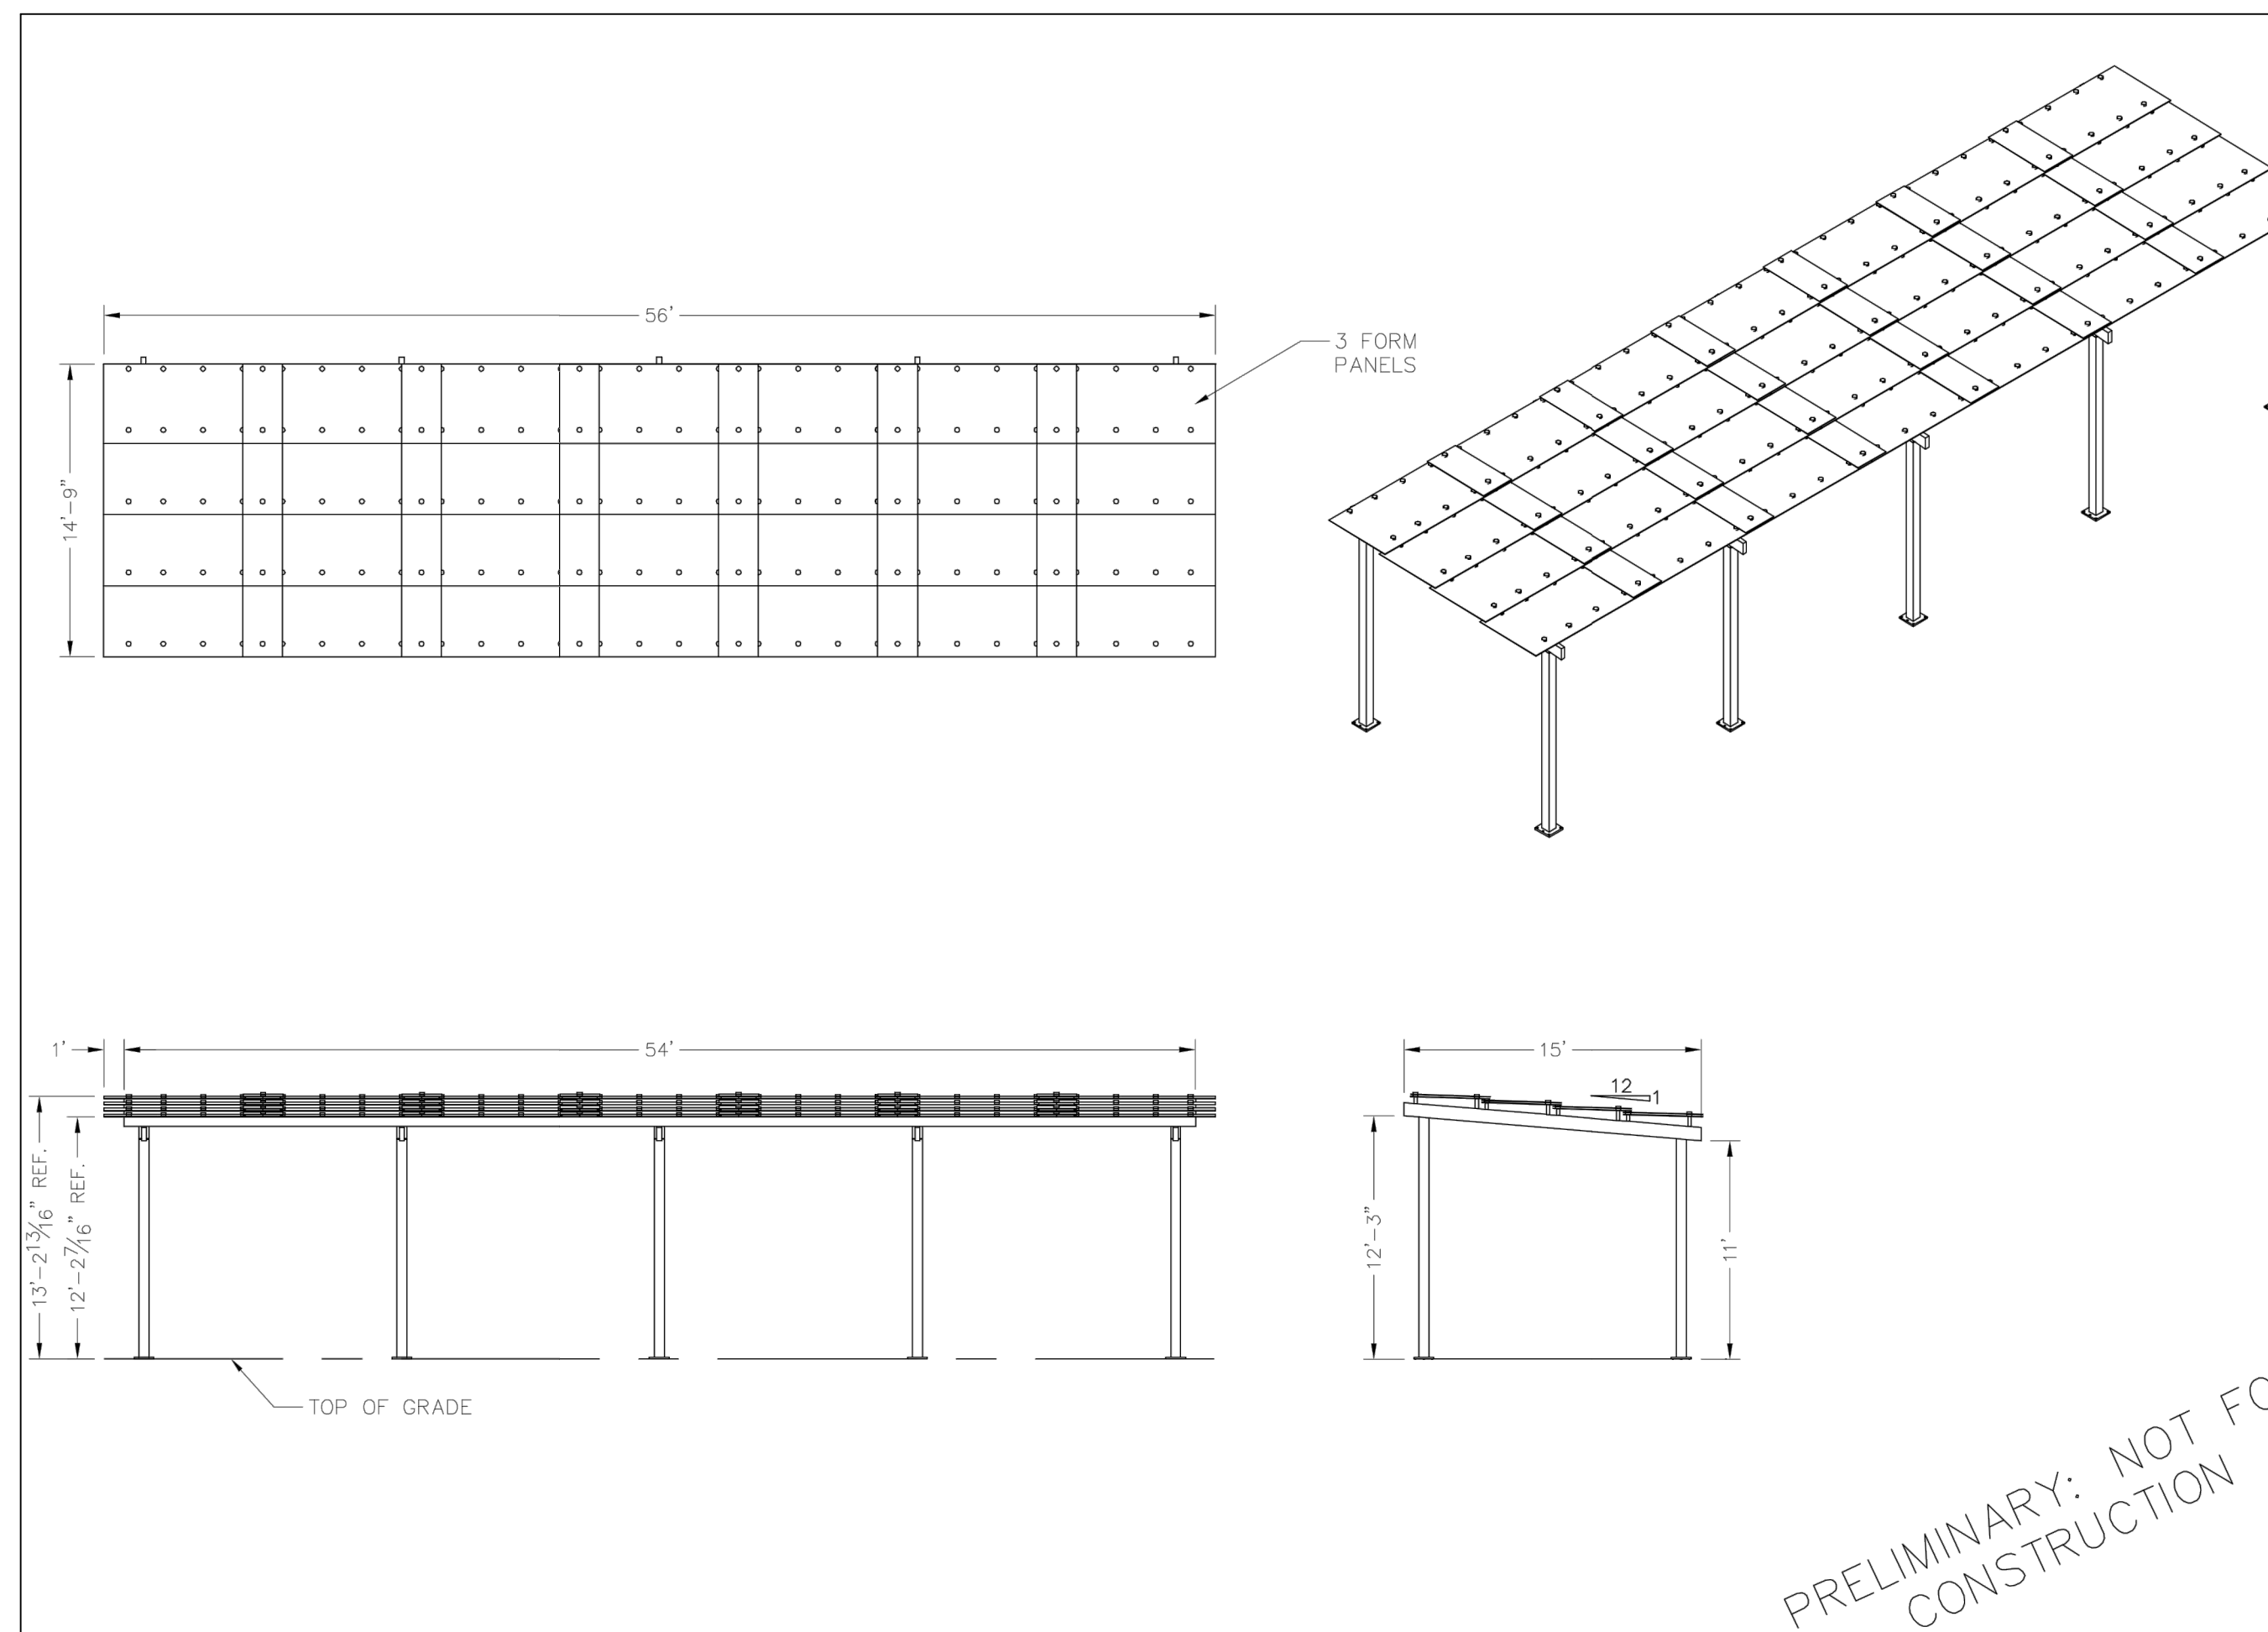 56'
3 FORM
PANELS
14'-9"
1'
54'
15'
12
1
13'-2 13/16" REF.
12'-2 7/16" REF.
12'-3"
11'
TOP OF GRADE
PRELIMINARY: NOT FO
CONSTRUCTION